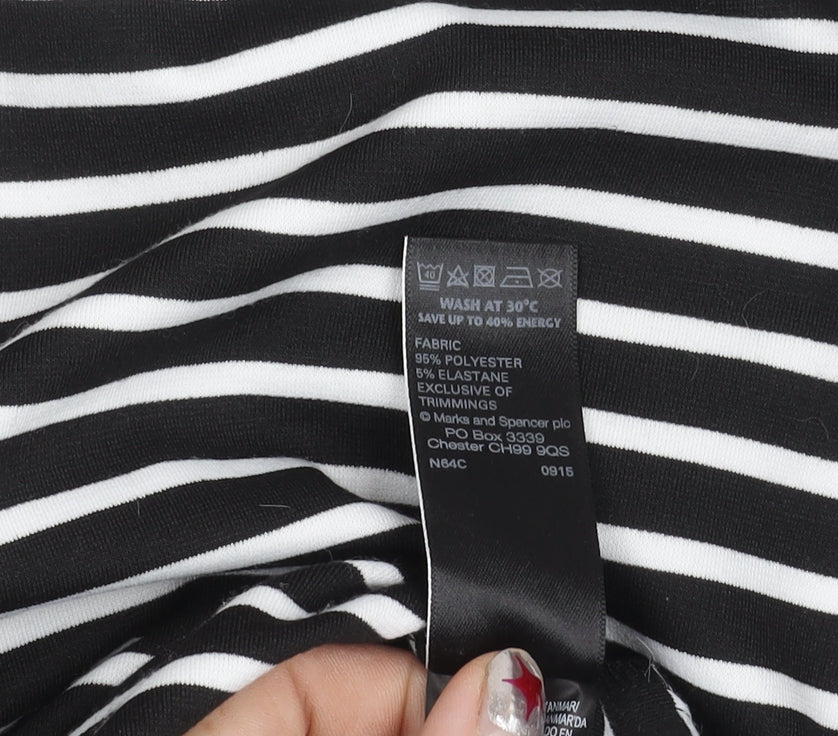 40
WASH AT 30°C
SAVE UP TO 40% ENERGY
FABRIC
95% POLYESTER
5% ELASTANE
EXCLUSIVE OF
TRIMMINGS
© Marks and Spencer plc
PO Box 3339
Chester CH99 9QS
N64C 0915